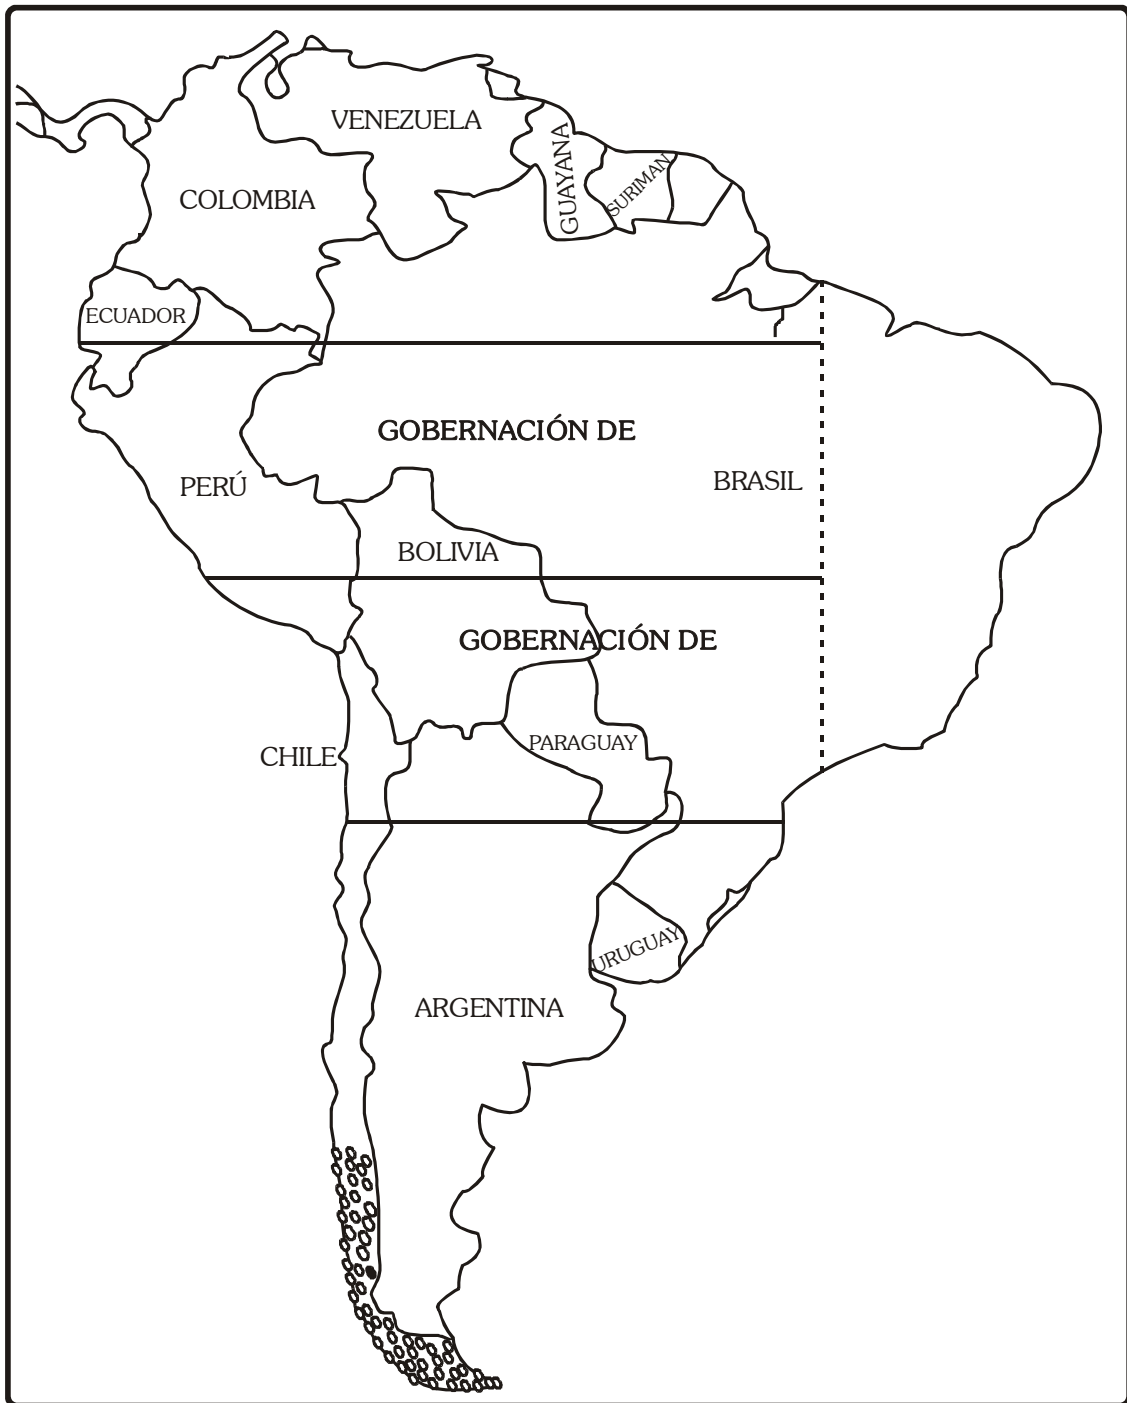 VENEZUELA
GUAYANA
SURIMAN
COLOMBIA
ECUADOR
GOBERNACIÓN DE
PERÚ
BRASIL
BOLIVIA
GOBERNACIÓN DE
PARAGUAY
CHILE
URUGUAY
ARGENTINA